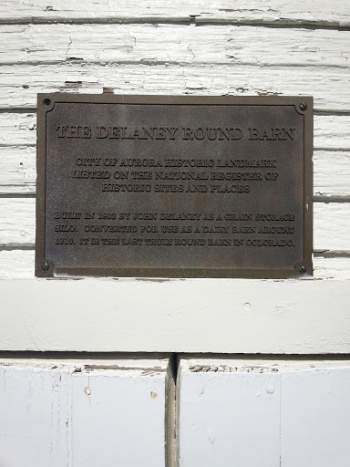 THE DELANEY ROUND BARN
CITY OF AURORA HISTORIC LANDMARK
LISTED ON THE NATIONAL REGISTER OF
HISTORIC SITES AND PLACES
BUILT IN 1902 BY JOHN DELANEY AS A GRAIN STORAGE
SILO. CONVERTED FOR USE AS A DAIRY BARN AROUND
1910. IT IS THE LAST TRULY ROUND BARN IN COLORADO.